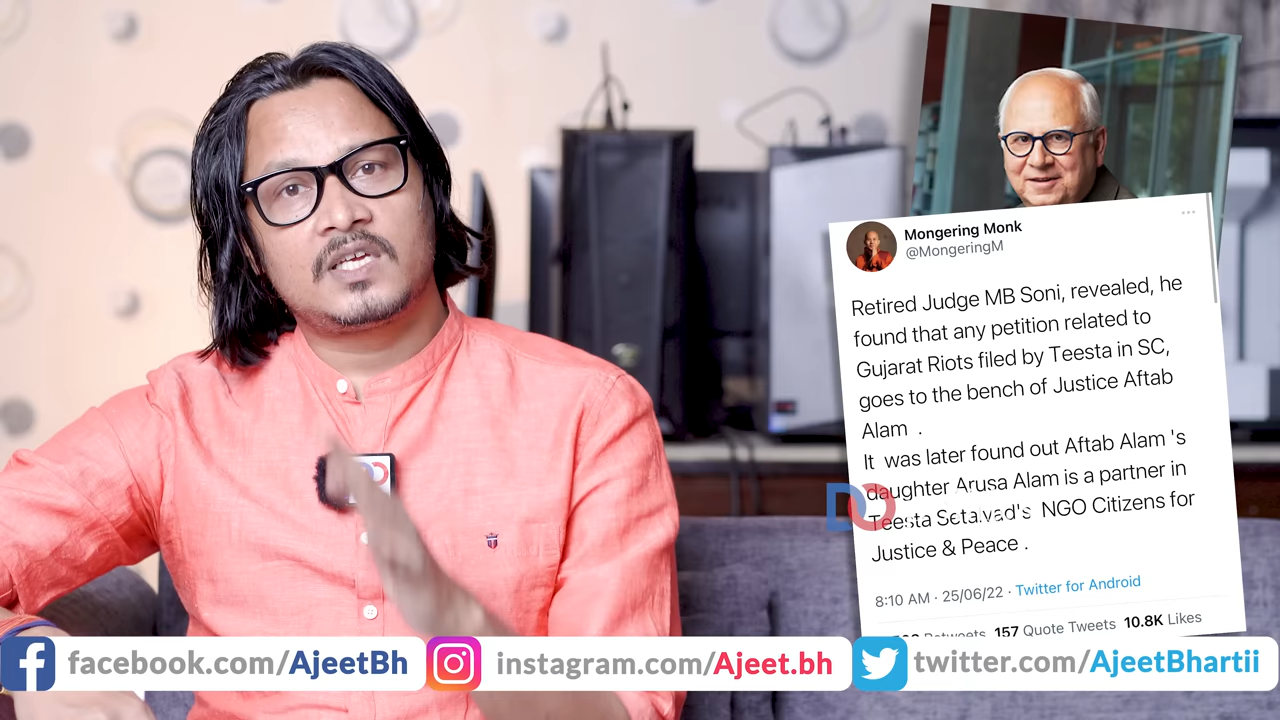 Mongering Monk
@MongeringM
Retired Judge MB Soni, revealed, he
found that any petition related to
Gujarat Riots filed by Teesta in SC,
goes to the bench of Justice Aftab
Alam .
It was later found out Aftab Alam 's
daughter Arusa Alam is a partner in
Teesta Setavad's NGO Citizens for
Justice & Peace .
8:10 AM · 25/06/22 · Twitter for Android
Retweets 157 Quote Tweets 10.8K Likes
facebook.com/AjeetBh
instagram.com/Ajeet.bh
twitter.com/AjeetBhartii